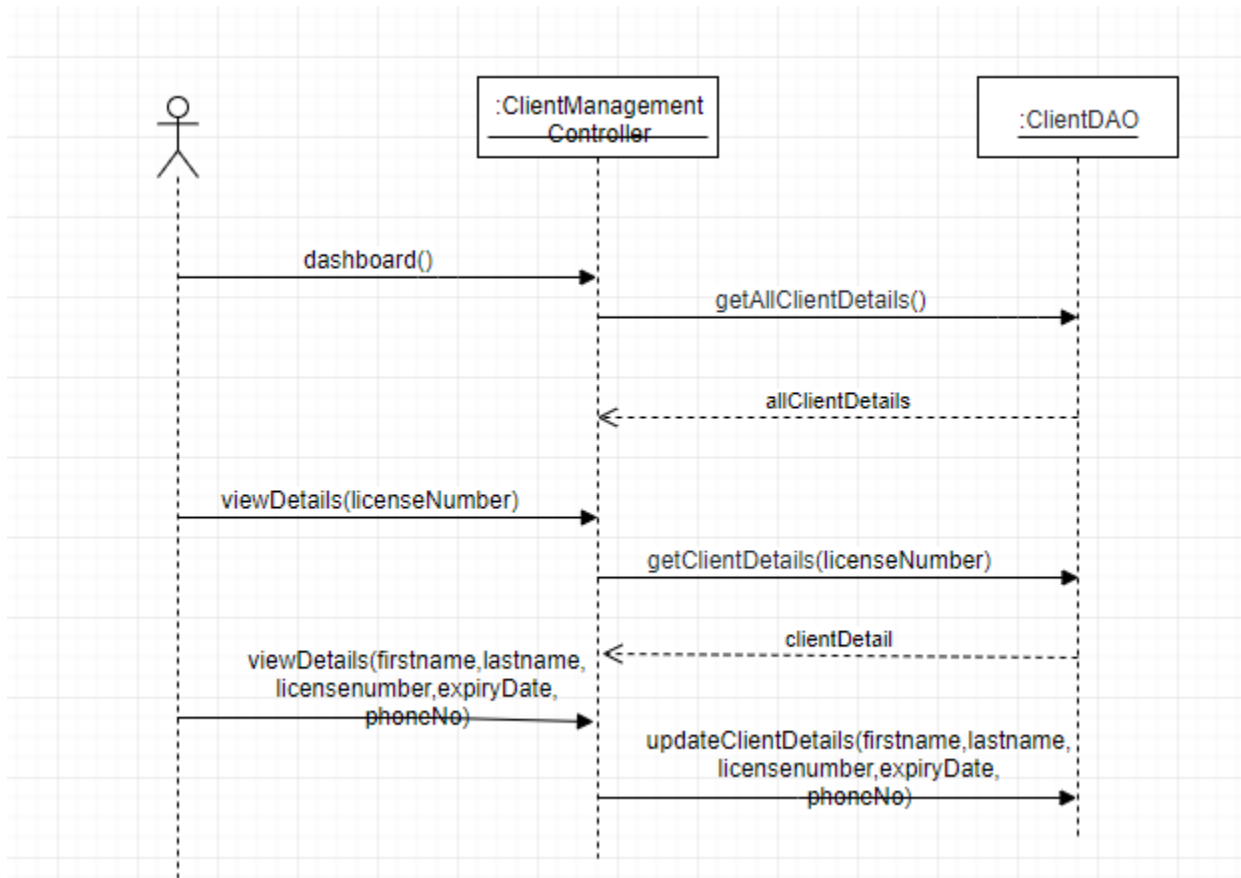 :ClientManagement
Controller
:ClientDAO
dashboard()
getAllClientDetails()
allClientDetails
viewDetails(licenseNumber)
getClientDetails(licenseNumber)
clientDetail
viewDetails(firstname,lastname,
licensenumber,expiryDate,
phoneNo)
updateClientDetails(firstname,lastname,
licensenumber,expiryDate,
phoneNo)